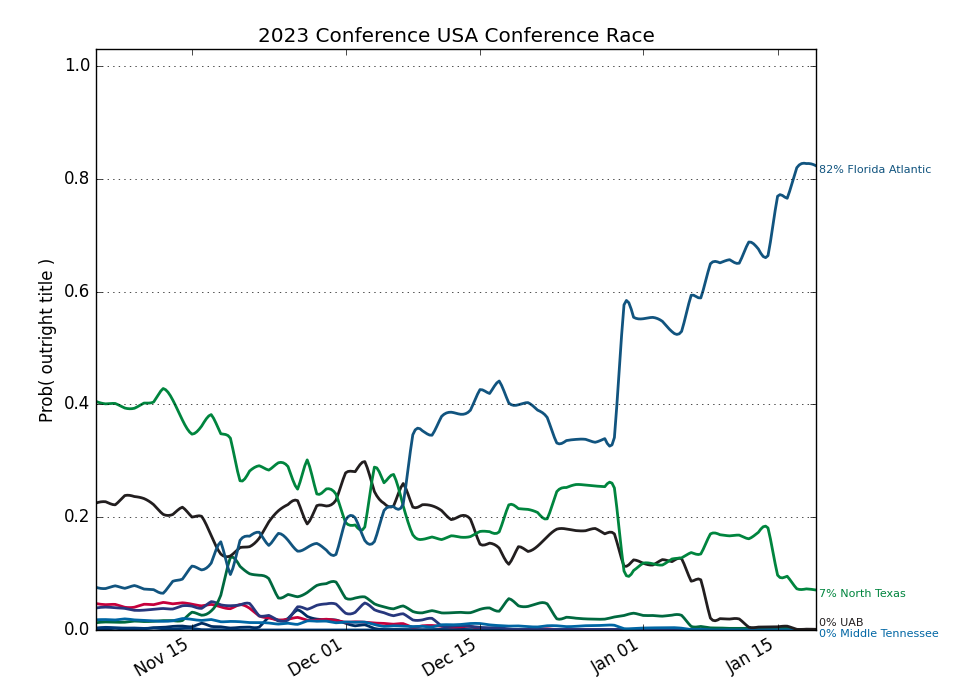 2023 Conference USA Conference Race
1.0
0.8
0.6
0.4
0.2
0.0
Prob( outright title )
82% Florida Atlantic
7% North Texas
0% UAB
0% Middle Tennessee
Nov 15
Dec 01
Dec 15
Jan 01
Jan 15